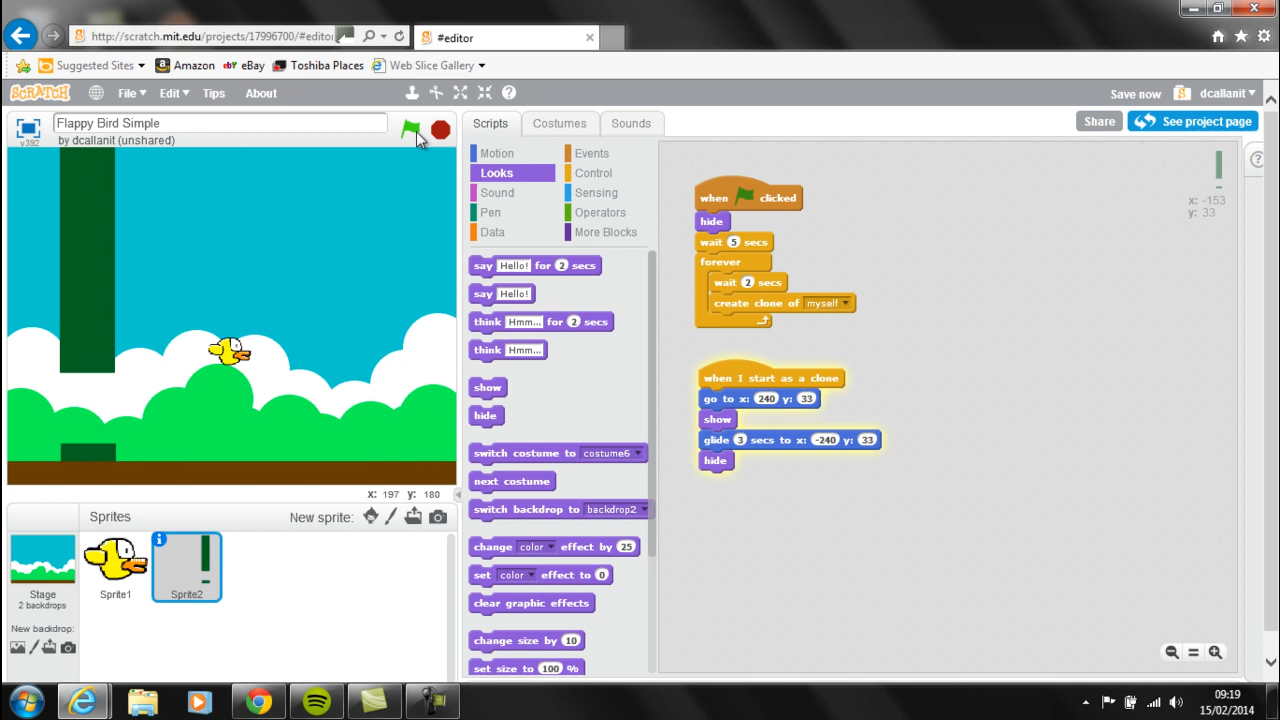 http://scratch.mit.edu/projects/17996700/#editor
#editor
Suggested Sites
Amazon
eBay
Toshiba Places
Web Slice Gallery
SCRATCH
File
Edit
Tips
About
Save now
dcallanit
Flappy Bird Simple
by dcallanit (unshared)
v392
Scripts
Costumes
Sounds
Share
See project page
Motion
Events
Looks
Control
Sound
Sensing
Pen
Operators
Data
More Blocks
say Hello! for 2 secs
say Hello!
think Hmm... for 2 secs
think Hmm...
show
hide
switch costume to costume6
next costume
switch backdrop to backdrop2
change color effect by 25
set color effect to 0
clear graphic effects
change size by 10
set size to 100 %
when clicked
hide
wait 5 secs
forever
wait 2 secs
create clone of myself
when I start as a clone
go to x: 240 y: 33
show
glide 3 secs to x: -240 y: 33
hide
x: -153
y: 33
x: 197 y: 180
Sprites
New sprite:
Stage
2 backdrops
New backdrop:
Sprite1
Sprite2
09:19
15/02/2014